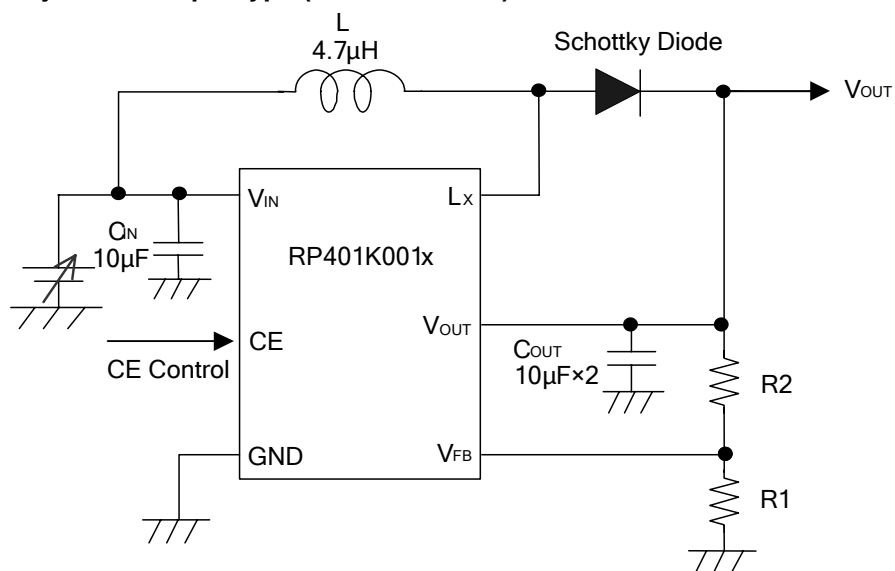 L
4.7µH
Schottky Diode
VOUT
VIN
LX
CIN
10µF
RP401K001x
CE
CE Control
VOUT
COUT
10µF×2
R2
GND
VFB
R1